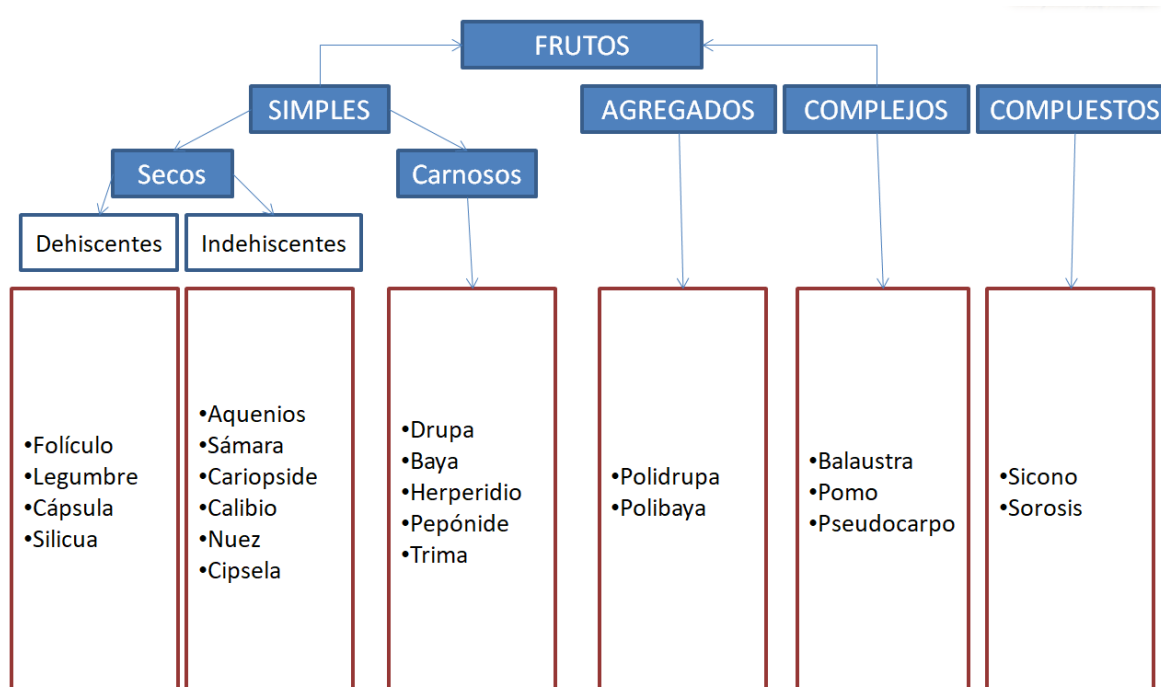 FRUTOS
SIMPLES
AGREGADOS
COMPLEJOS
COMPUESTOS
Secos
Carnosos
Dehiscentes
Indehiscentes
•Folículo
•Legumbre
•Cápsula
•Silicua
•Aquenios
•Sámara
•Cariopside
•Calibio
•Nuez
•Cipsela
•Drupa
•Baya
•Herperidio
•Pepónide
•Trima
•Polidrupa
•Polibaya
•Balaustra
•Pomo
•Pseudocarpo
•Sicono
•Sorosis